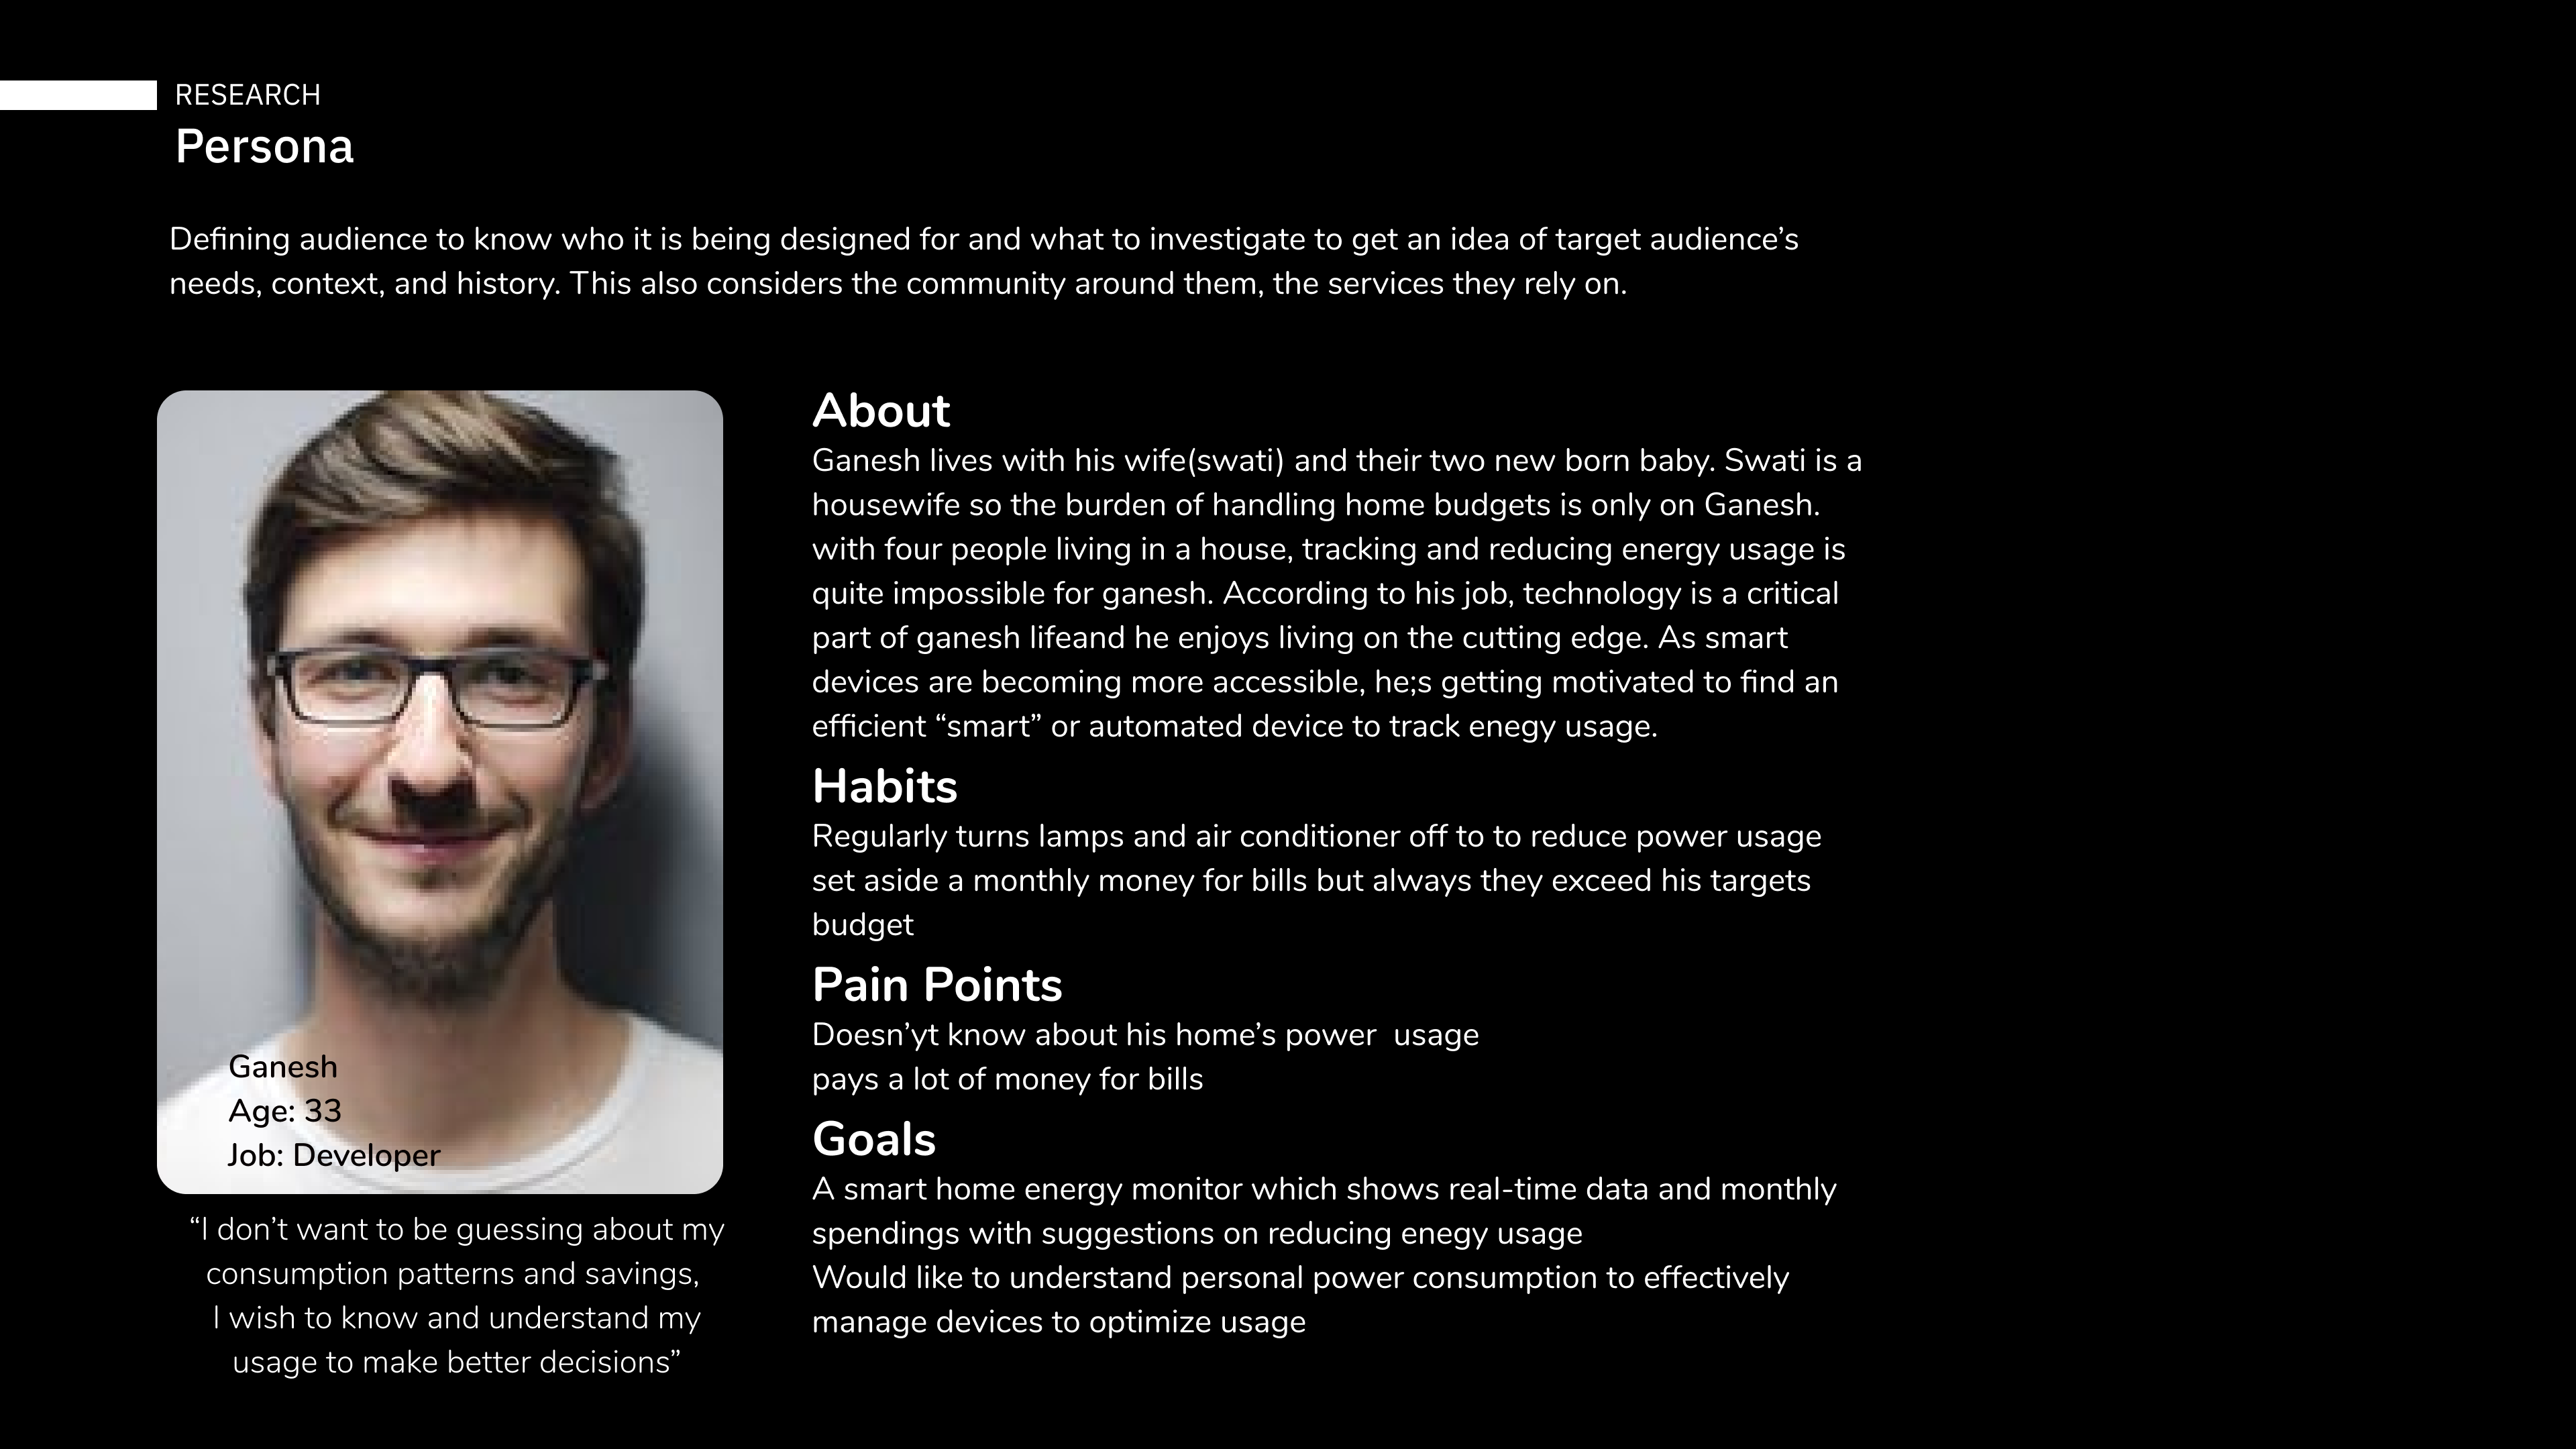 RESEARCH
Persona
Defining audience to know who it is being designed for and what to investigate to get an idea of target audience’s
needs, context, and history. This also considers the community around them, the services they rely on.
Ganesh
Age: 33
Job: Developer
“I don’t want to be guessing about my
consumption patterns and savings,
I wish to know and understand my
usage to make better decisions”
About
Ganesh lives with his wife(swati) and their two new born baby. Swati is a
housewife so the burden of handling home budgets is only on Ganesh.
with four people living in a house, tracking and reducing energy usage is
quite impossible for ganesh. According to his job, technology is a critical
part of ganesh lifeand he enjoys living on the cutting edge. As smart
devices are becoming more accessible, he;s getting motivated to find an
efficient “smart” or automated device to track enegy usage.
Habits
Regularly turns lamps and air conditioner off to to reduce power usage
set aside a monthly money for bills but always they exceed his targets
budget
Pain Points
Doesn’yt know about his home’s power  usage
pays a lot of money for bills
Goals
A smart home energy monitor which shows real-time data and monthly
spendings with suggestions on reducing enegy usage
Would like to understand personal power consumption to effectively
manage devices to optimize usage